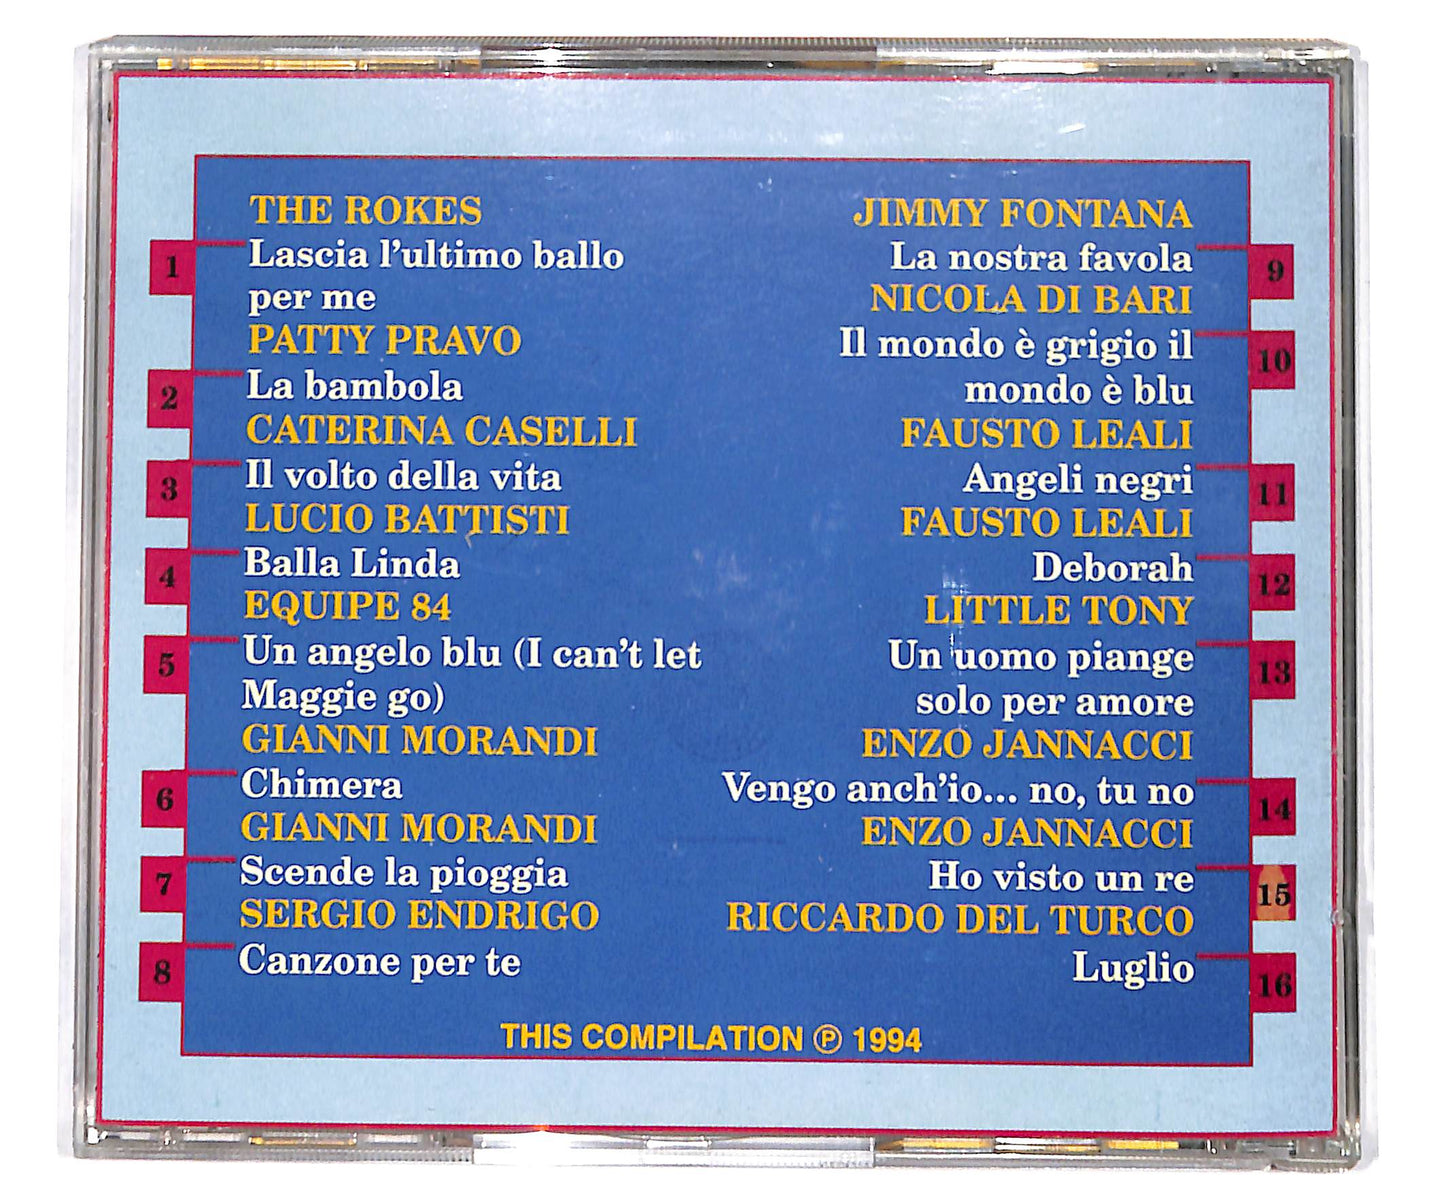 THE ROKES
1 Lascia l'ultimo ballo
per me
PATTY PRAVO
2 La bambola
CATERINA CASELLI
3 Il volto della vita
LUCIO BATTISTI
4 Balla Linda
EQUIPE 84
5 Un angelo blu (I can't let
Maggie go)
GIANNI MORANDI
6 Chimera
GIANNI MORANDI
7 Scende la pioggia
SERGIO ENDRIGO
8 Canzone per te
JIMMY FONTANA
La nostra favola 9
NICOLA DI BARI
Il mondo è grigio il 10
mondo è blu
FAUSTO LEALI
Angeli negri 11
FAUSTO LEALI
Deborah 12
LITTLE TONY
Un uomo piange 13
solo per amore
ENZO JANNACCI
Vengo anch'io... no, tu no 14
ENZO JANNACCI
Ho visto un re 15
RICCARDO DEL TURCO
Luglio 16
THIS COMPILATION ℗ 1994